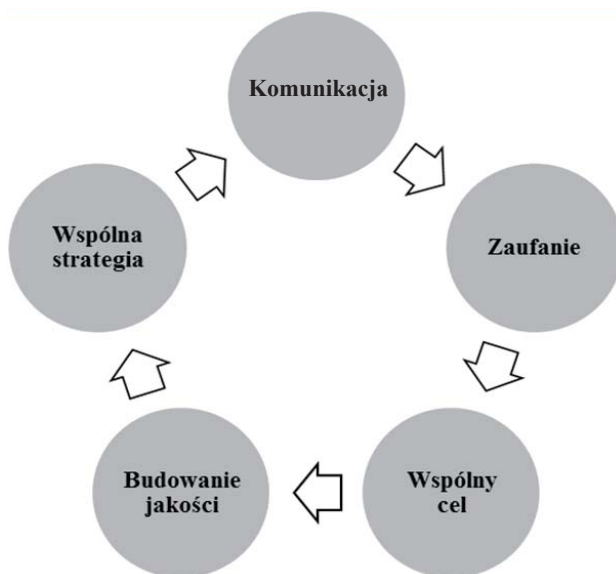 Komunikacja
Zaufanie
Wspólny
cel
Budowanie
jakości
Wspólna
strategia